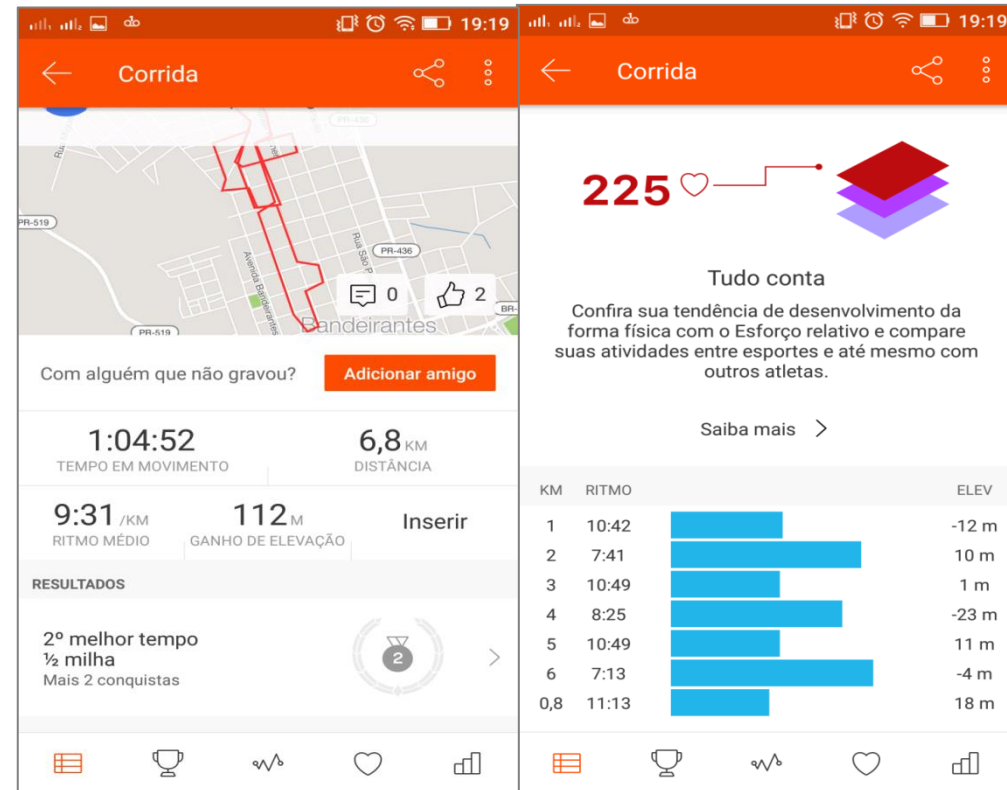 19:19
Corrida
PR-436
PR-519
PR-436
Rua São P
Avenida Bandeirantes
0
2
BR-
PR-519
Bandeirantes
Com alguém que não gravou?
Adicionar amigo
1:04:52
TEMPO EM MOVIMENTO
6,8 KM
DISTÂNCIA
9:31 /KM
RITMO MÉDIO
112 M
GANHO DE ELEVAÇÃO
Inserir
RESULTADOS
2º melhor tempo
½ milha
Mais 2 conquistas
2
19:19
Corrida
225
Tudo conta
Confira sua tendência de desenvolvimento da
forma física com o Esforço relativo e compare
suas atividades entre esportes e até mesmo com
outros atletas.
Saiba mais
KM RITMO ELEV
1 10:42 -12 m
2 7:41 10 m
3 10:49 1 m
4 8:25 -23 m
5 10:49 11 m
6 7:13 -4 m
0,8 11:13 18 m